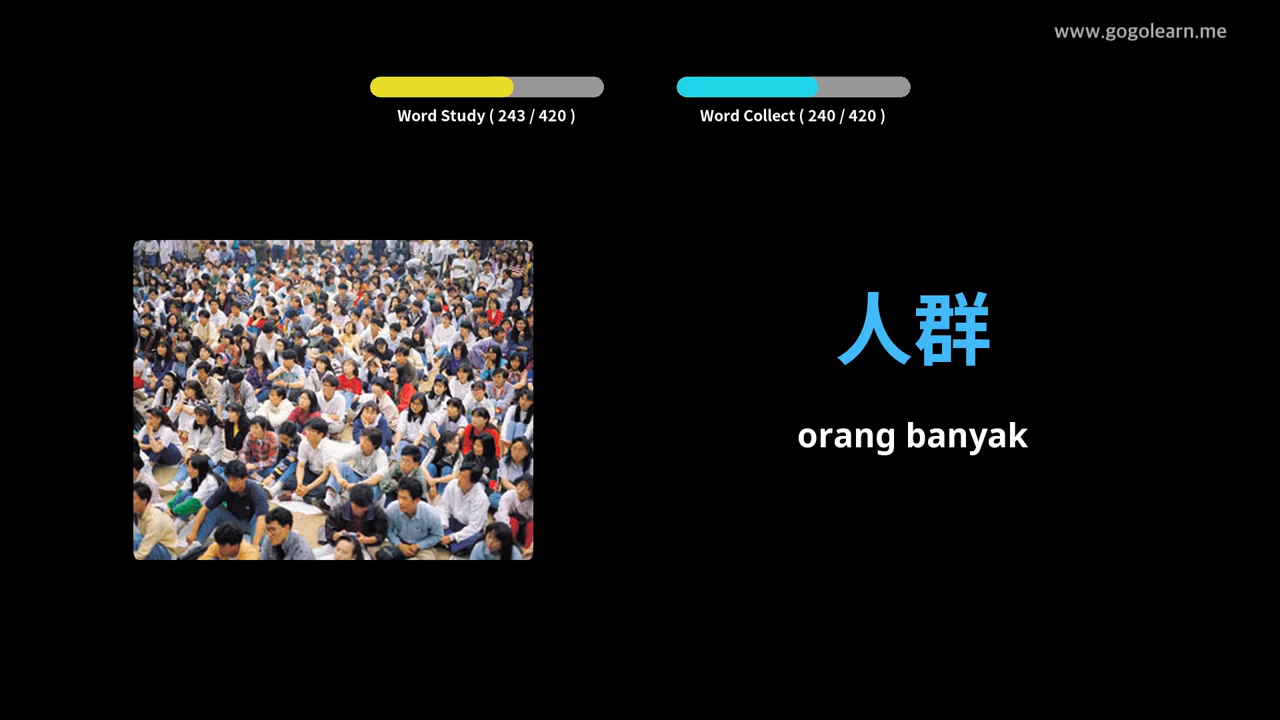 www.gogolearn.me
Word Study ( 243 / 420 )
Word Collect ( 240 / 420 )
人群
orang banyak